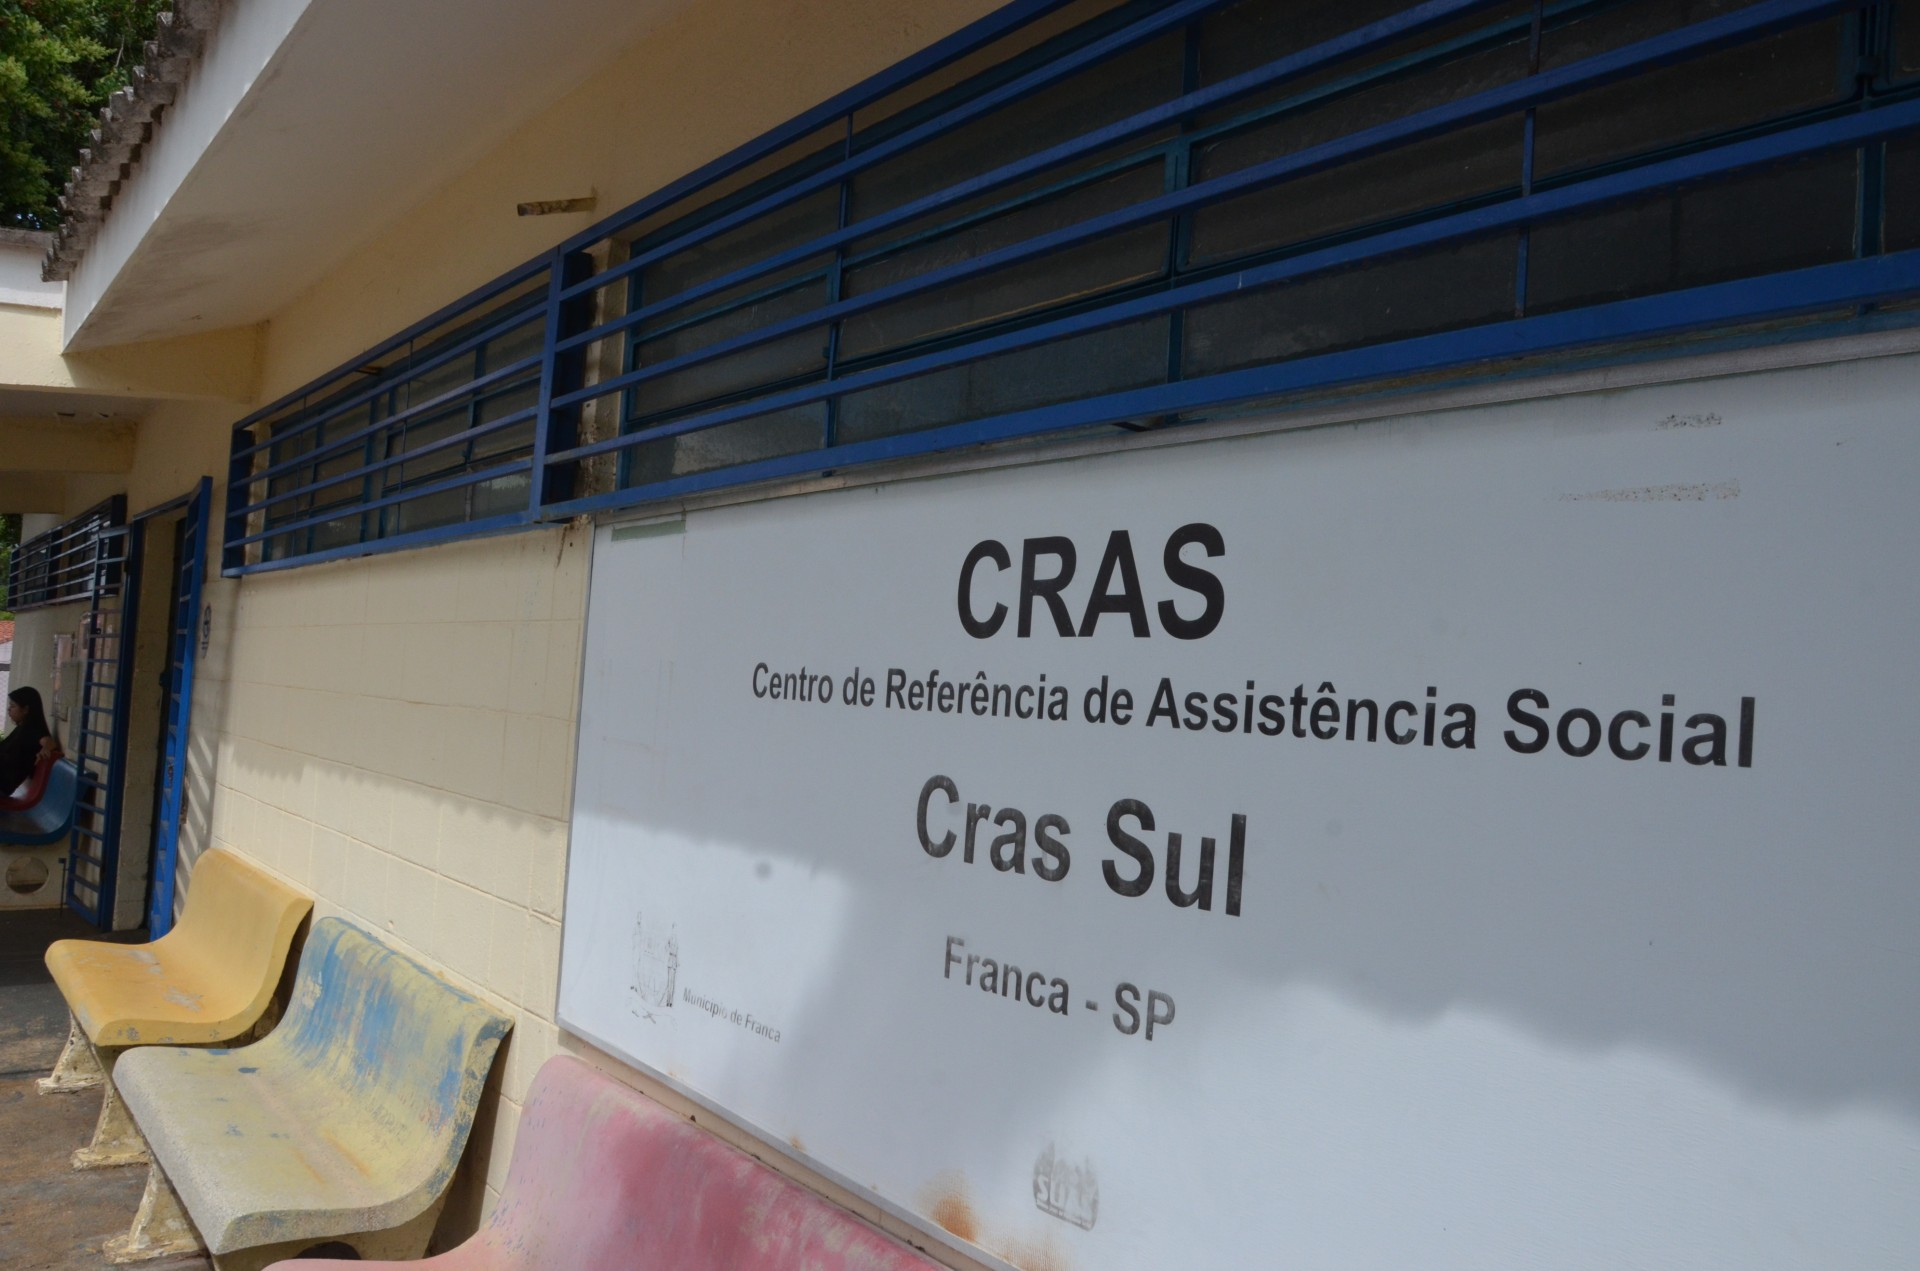 CRAS
Centro de Referência de Assistência Social
Cras Sul
Franca - SP
Município de Franca